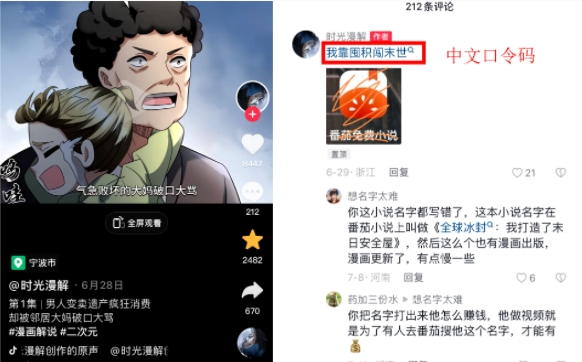 呜
哇
气急败坏的大妈破口大骂
8447
212
全屏观看
2482
宁波市
@时光漫解 · 6月28日
670
第1集 | 男人变卖遗产疯狂消费
却被邻居大妈破口大骂
#漫画解说 #二次元
漫解创作的原声 @时光漫解
212 条评论
时光漫解 作者
我靠囤积闯末世
中文口令码
番茄免费小说
置顶
6-29 · 浙江 回复
21
想名字太难
你这小说名字都写错了，这本小说名字在
番茄小说上叫做《全球冰封：我打造了末
日安全屋》，然后这么个也有漫画出版，
漫画更新了，有点慢一些
7-8 · 河南 回复
6
药加三份水 ▸ 想名字太难
你把名字打出来他怎么赚钱，他做视频就
是为了有人去番茄搜他这个名字，才能有